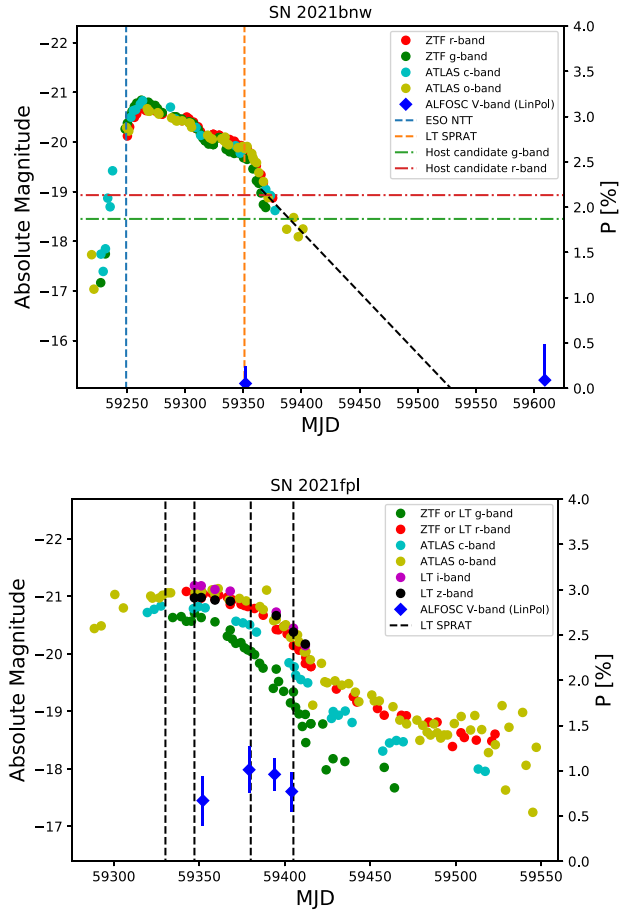 SN 2021bnw
Absolute Magnitude
−22
−21
−20
−19
−18
−17
−16
ZTF r-band
ZTF g-band
ATLAS c-band
ATLAS o-band
ALFOSC V-band (LinPol)
ESO NTT
LT SPRAT
Host candidate g-band
Host candidate r-band
4.0
3.5
3.0
2.5
2.0
1.5
1.0
0.5
0.0
P [%]
59250 59300 59350 59400 59450 59500 59550 59600
MJD
SN 2021fpl
Absolute Magnitude
−22
−21
−20
−19
−18
−17
ZTF or LT g-band
ZTF or LT r-band
ATLAS c-band
ATLAS o-band
LT i-band
LT z-band
ALFOSC V-band (LinPol)
LT SPRAT
4.0
3.5
3.0
2.5
2.0
1.5
1.0
0.5
0.0
P [%]
59300 59350 59400 59450 59500 59550
MJD